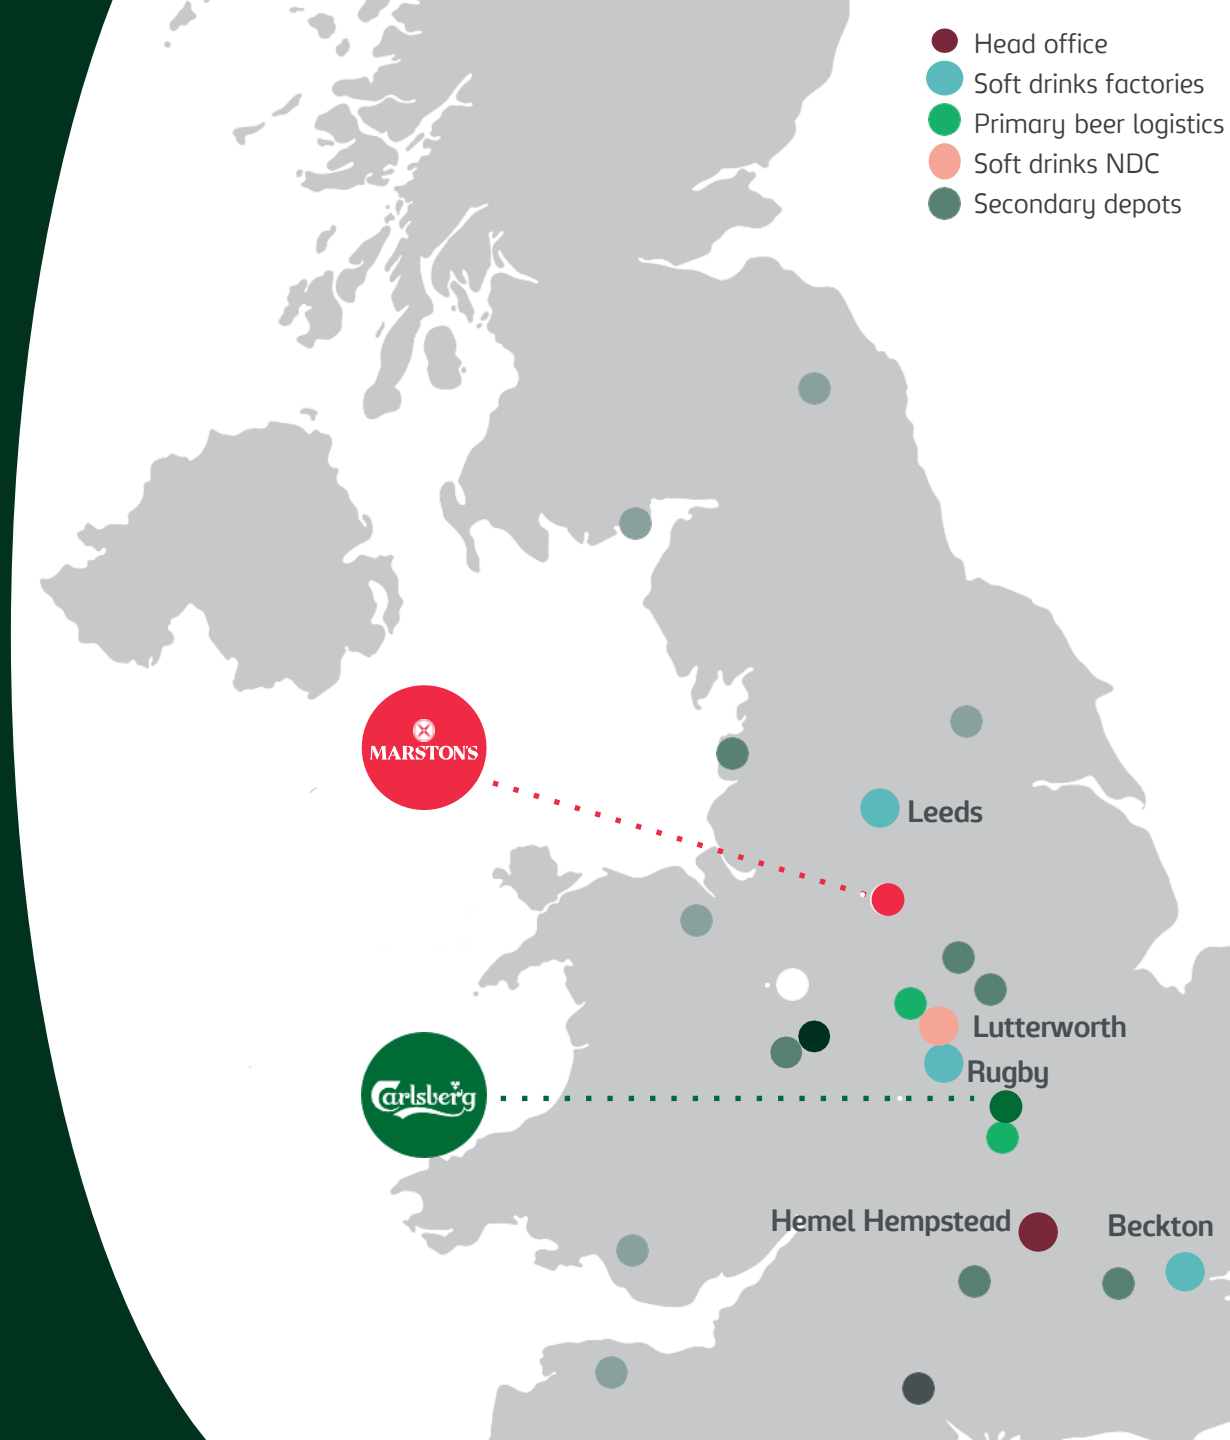 Head office
Soft drinks factories
Primary beer logistics
Soft drinks NDC
Secondary depots
MARSTON'S
Leeds
Lutterworth
Rugby
Carlsberg
Hemel Hempstead
Beckton